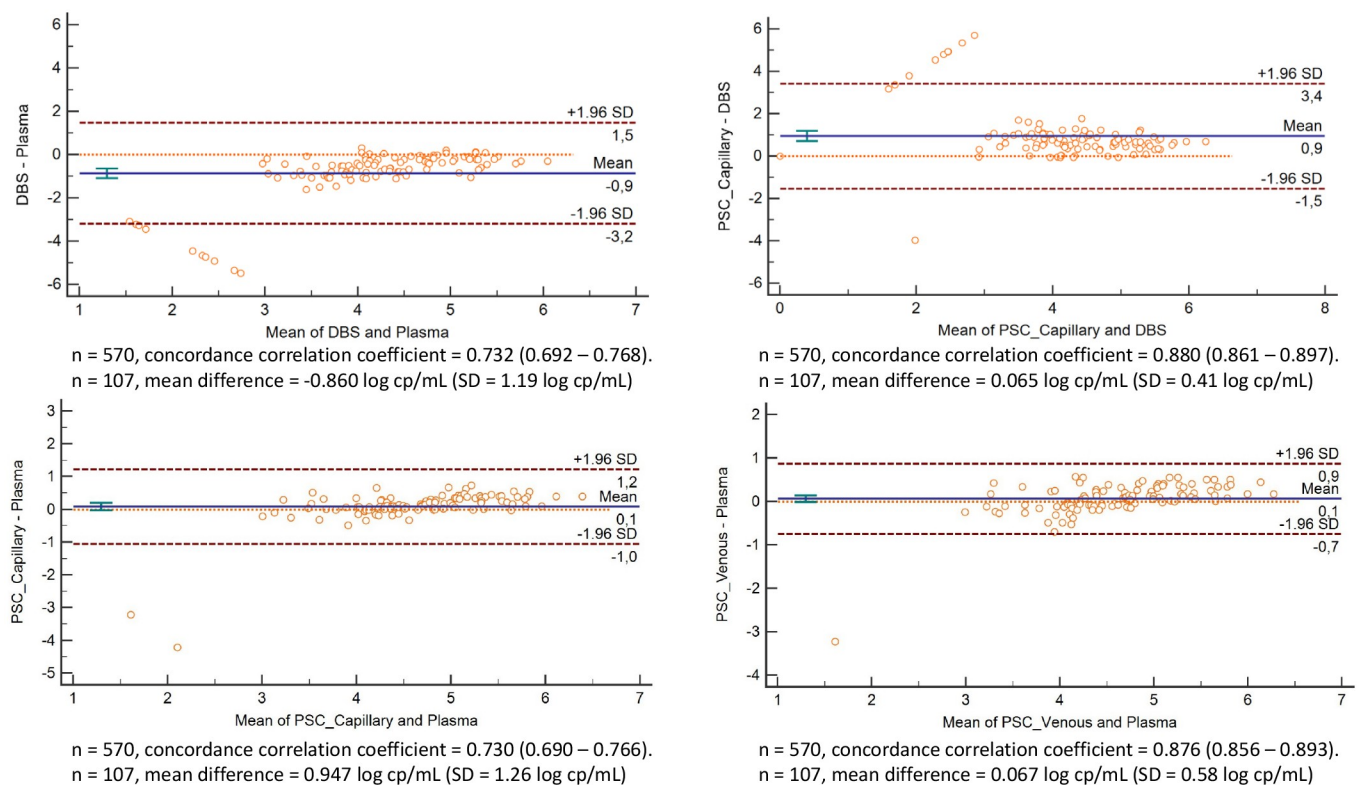 6
4
2
0
-2
-4
-6
DBS - Plasma
+1.96 SD
1,5
Mean
-0,9
-1.96 SD
-3,2
1 2 3 4 5 6 7
Mean of DBS and Plasma
n = 570, concordance correlation coefficient = 0.732 (0.692 – 0.768).
n = 107, mean difference = -0.860 log cp/mL (SD = 1.19 log cp/mL)
6
4
2
0
-2
-4
-6
PSC_Capillary - DBS
+1.96 SD
3,4
Mean
0,9
-1.96 SD
-1,5
0 2 4 6 8
Mean of PSC_Capillary and DBS
n = 570, concordance correlation coefficient = 0.880 (0.861 – 0.897).
n = 107, mean difference = 0.065 log cp/mL (SD = 0.41 log cp/mL)
3
2
1
0
-1
-2
-3
-4
-5
PSC_Capillary - Plasma
+1.96 SD
1,2
Mean
0,1
-1.96 SD
-1,0
1 2 3 4 5 6 7
Mean of PSC_Capillary and Plasma
n = 570, concordance correlation coefficient = 0.730 (0.690 – 0.766).
n = 107, mean difference = 0.947 log cp/mL (SD = 1.26 log cp/mL)
2
1
0
-1
-2
-3
-4
PSC_Venous - Plasma
+1.96 SD
0,9
Mean
0,1
-1.96 SD
-0,7
1 2 3 4 5 6 7
Mean of PSC_Venous and Plasma
n = 570, concordance correlation coefficient = 0.876 (0.856 – 0.893).
n = 107, mean difference = 0.067 log cp/mL (SD = 0.58 log cp/mL)